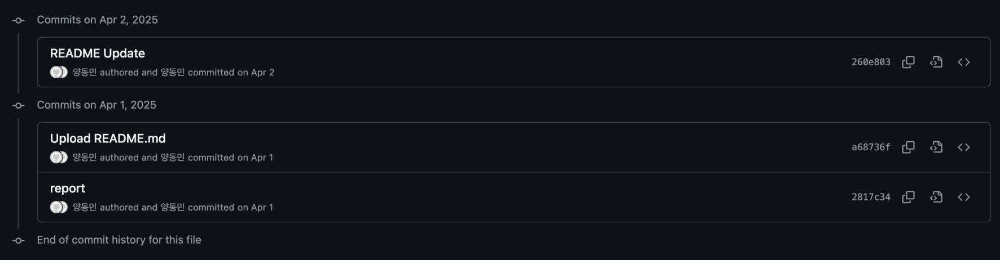 Commits on Apr 2, 2025
README Update
양동민 authored and 양동민 committed on Apr 2
260e803
Commits on Apr 1, 2025
Upload README.md
양동민 authored and 양동민 committed on Apr 1
a68736f
report
양동민 authored and 양동민 committed on Apr 1
2817c34
End of commit history for this file